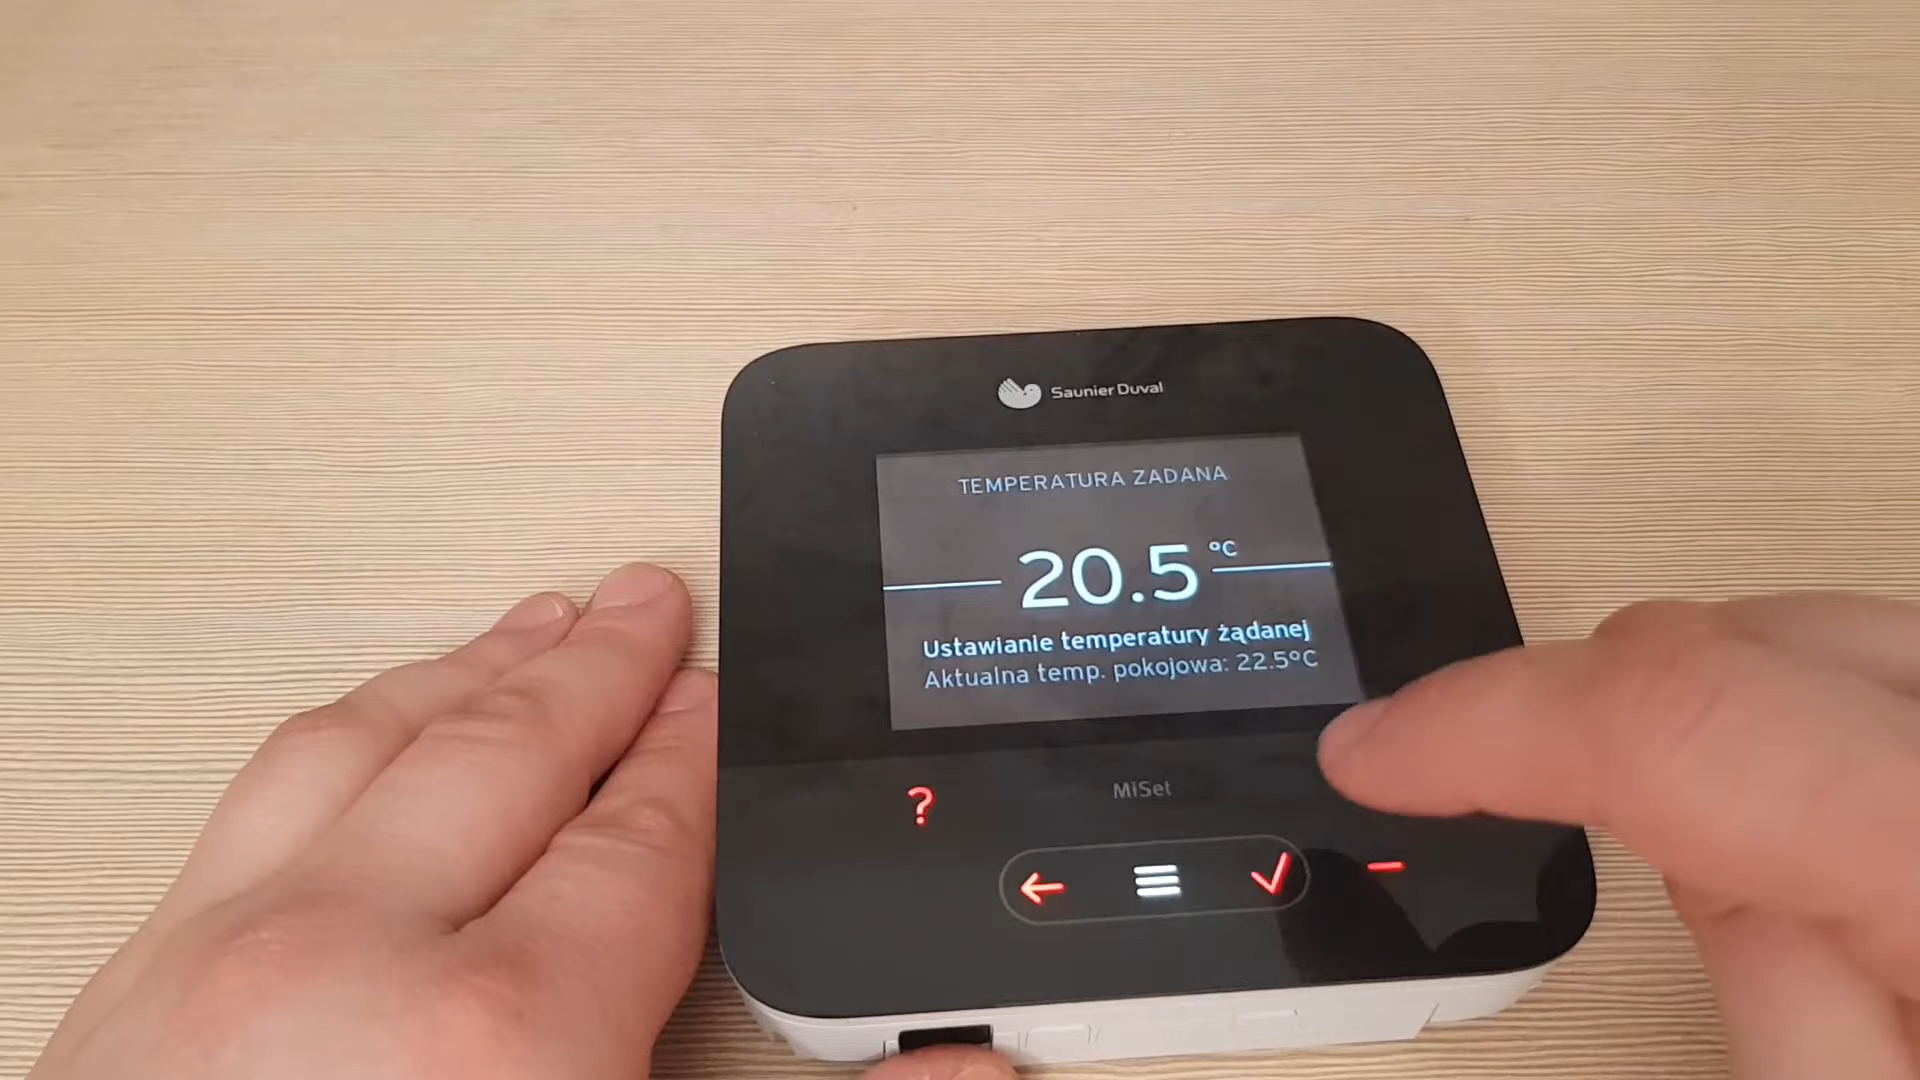 Saunier Duval
TEMPERATURA ZADANA
20.5 °C
Ustawianie temperatury żądanej
Aktualna temp. pokojowa: 22.5°C
?
MiSet